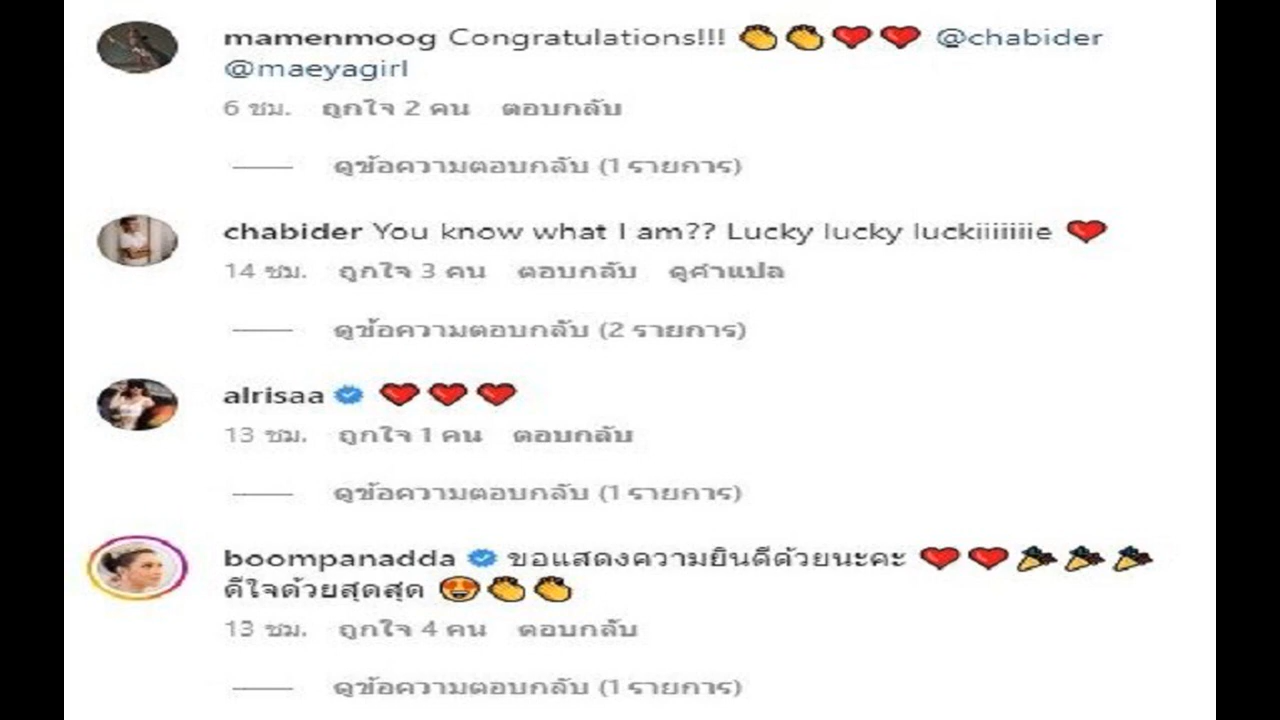 mamenmoog Congratulations!!! 👏👏❤️❤️ @chabider
@maeyagirl
6 ชม. ถูกใจ 2 คน ตอบกลับ
ดูข้อความตอบกลับ (1 รายการ)
chabider You know what I am?? Lucky lucky luckiiiiiiie ❤️
14 ชม. ถูกใจ 3 คน ตอบกลับ ดูคำแปล
ดูข้อความตอบกลับ (2 รายการ)
alrisaa ❤️❤️❤️
13 ชม. ถูกใจ 1 คน ตอบกลับ
ดูข้อความตอบกลับ (1 รายการ)
boompanadda ขอแสดงความยินดีด้วยนะคะ ❤️❤️🎉🎉🎉
ดีใจด้วยสุดสุด 😍👏👏
13 ชม. ถูกใจ 4 คน ตอบกลับ
ดูข้อความตอบกลับ (1 รายการ)